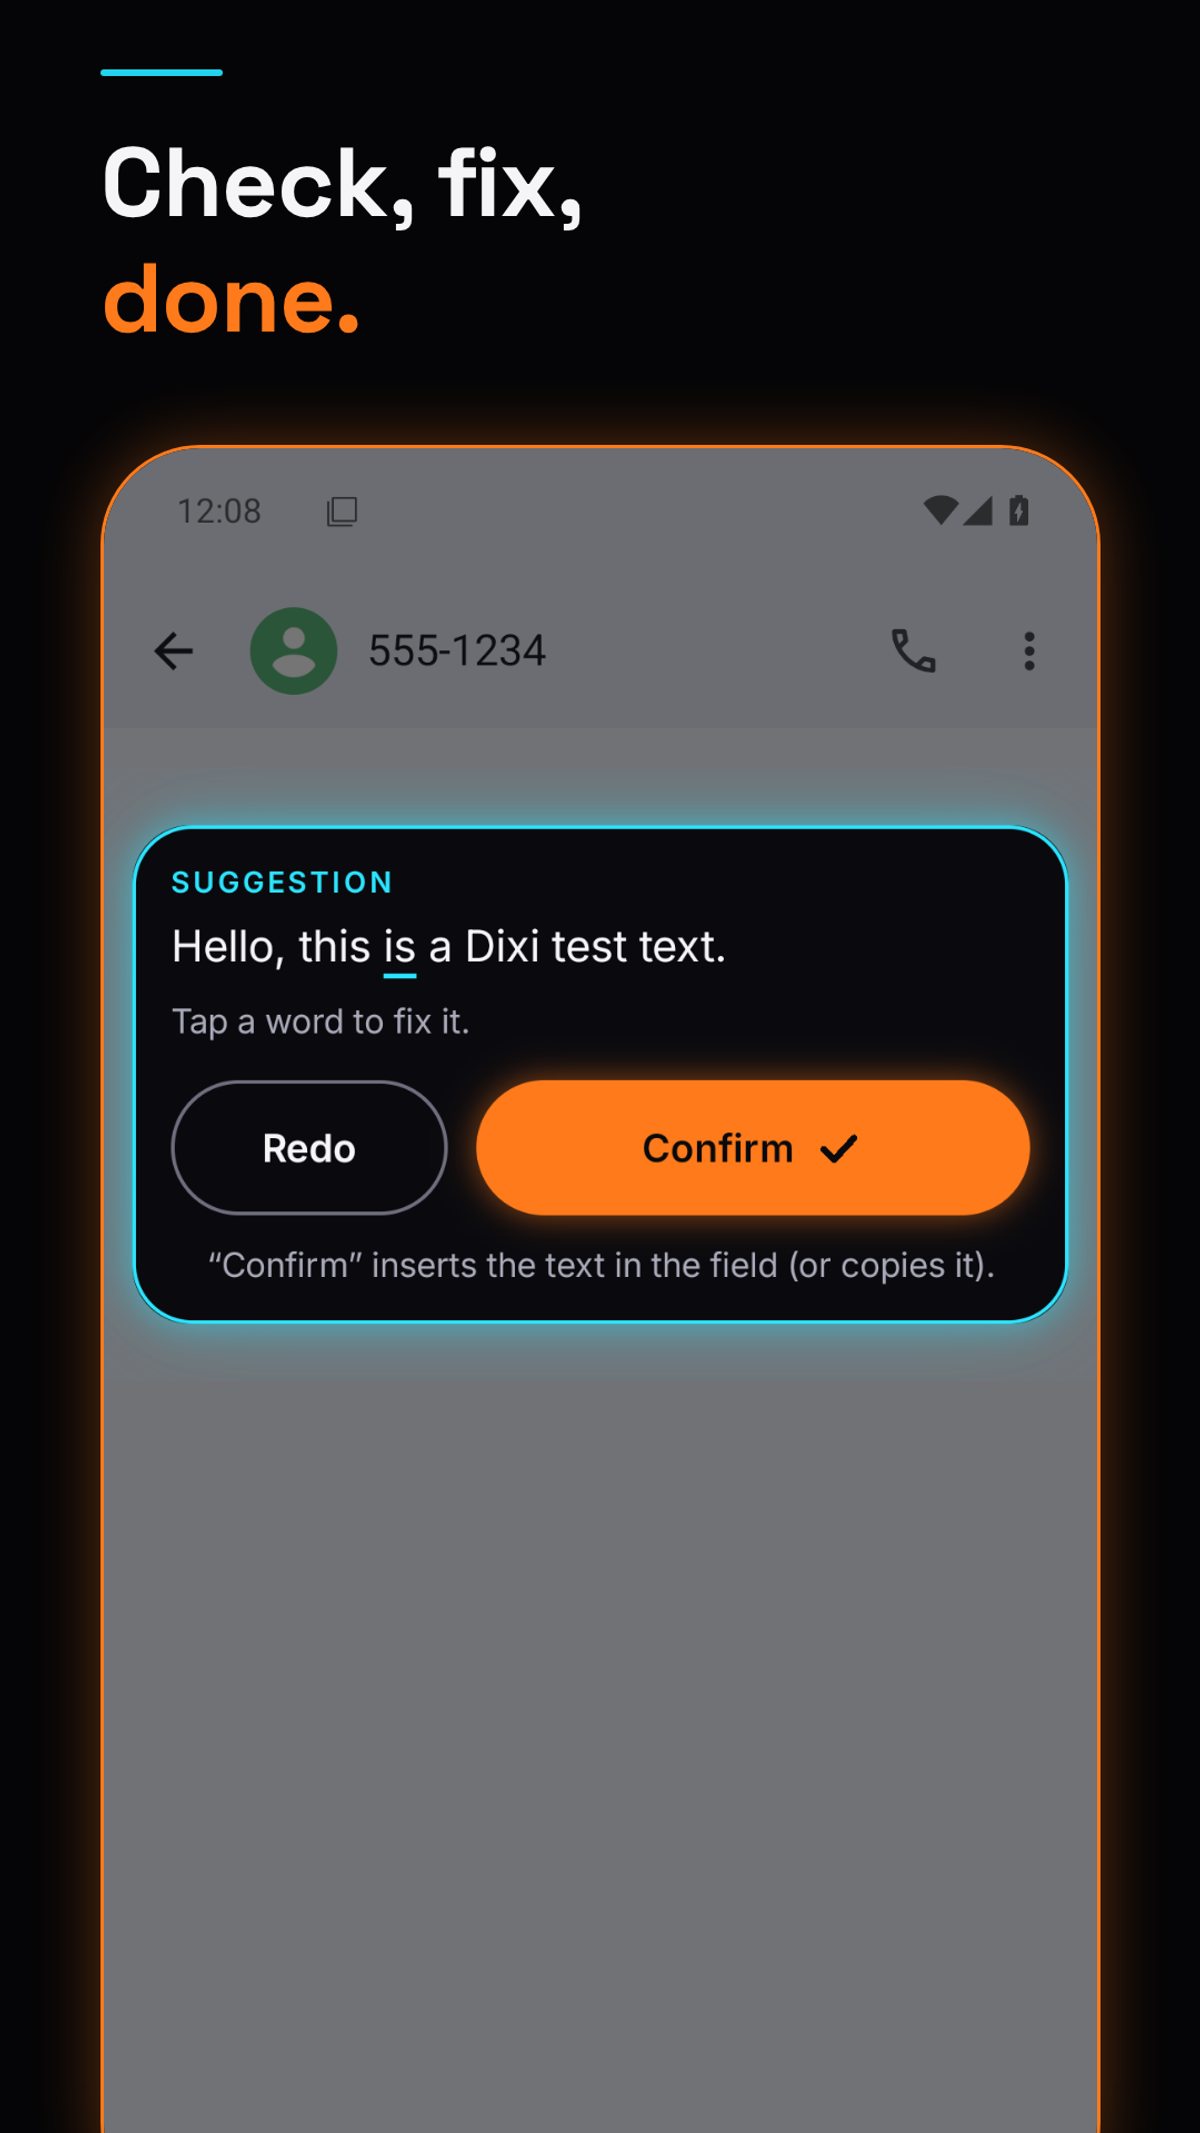 Check, fix,
done.
12:08
555-1234
SUGGESTION
Hello, this is a Dixi test text.
Tap a word to fix it.
Redo
Confirm ✓
“Confirm” inserts the text in the field (or copies it).